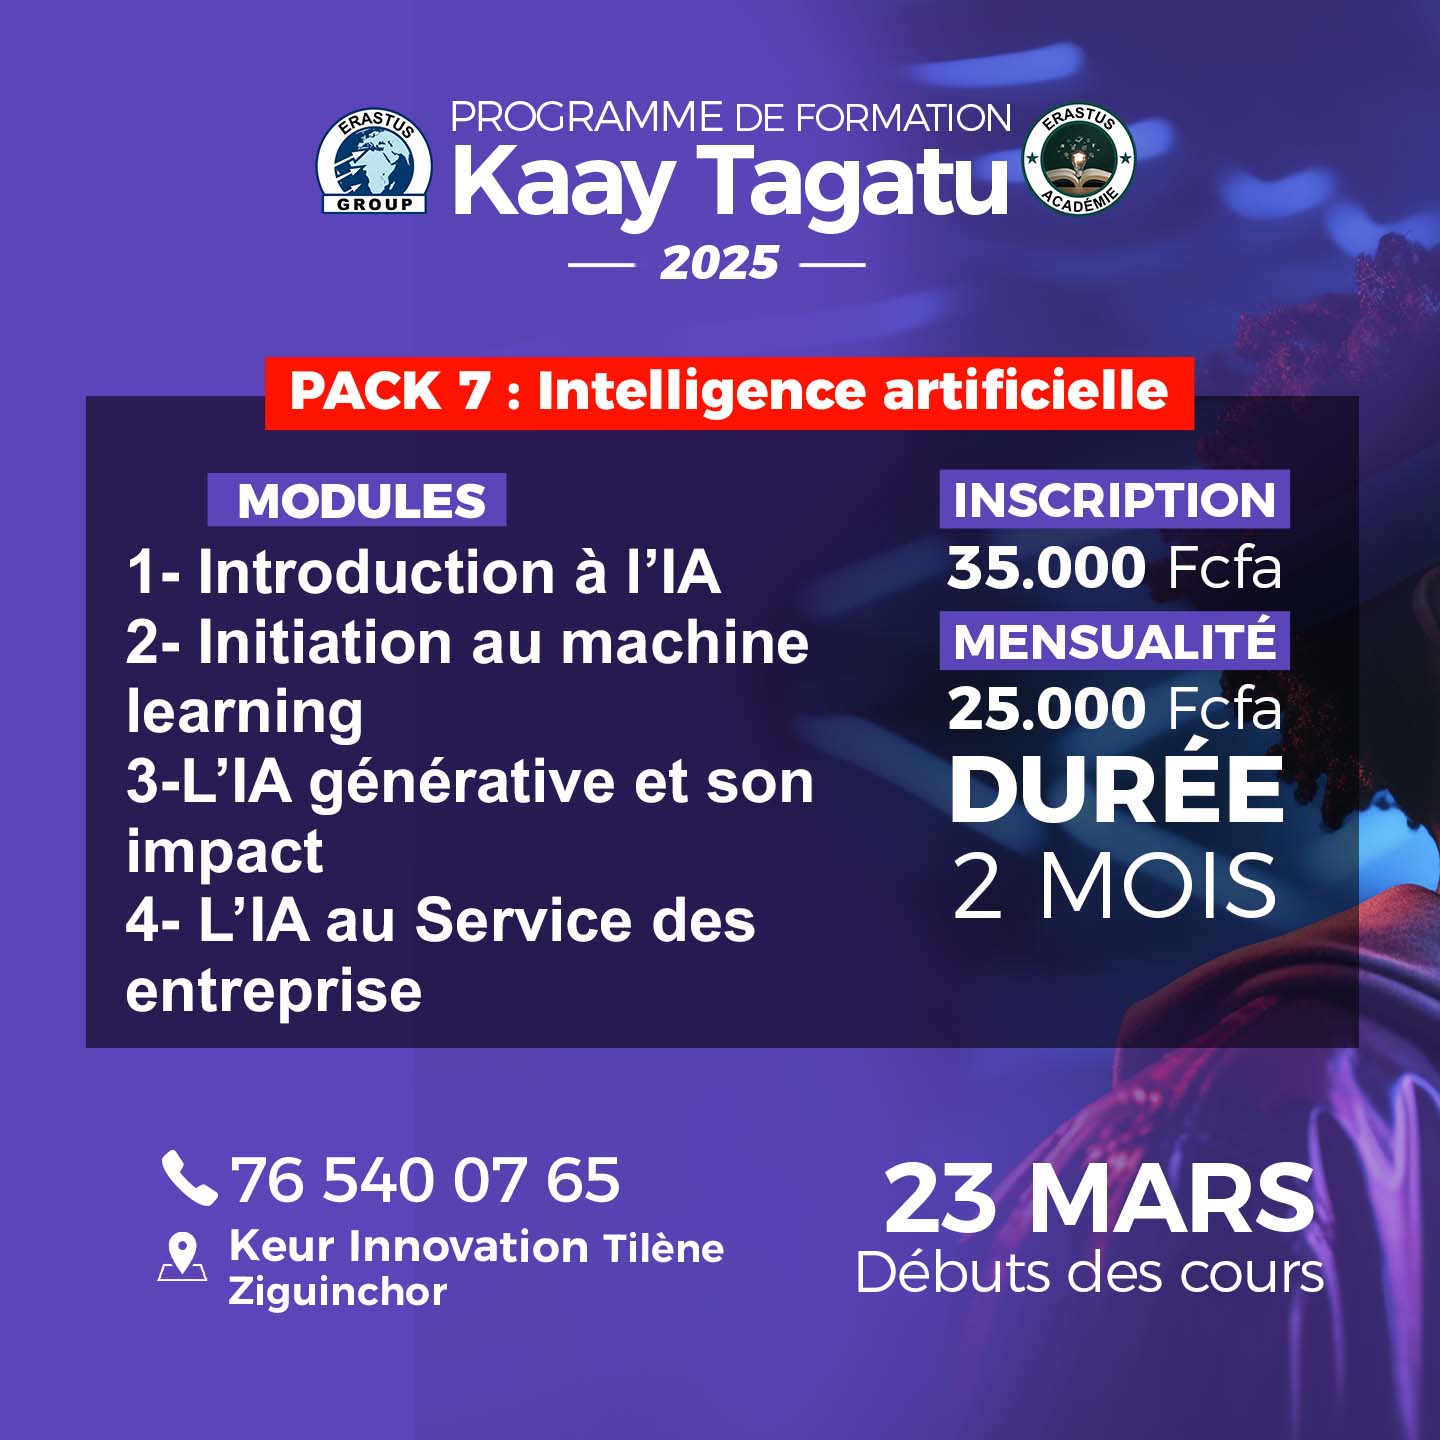 ERASTUS
GROUP
PROGRAMME DE FORMATION
Kaay Tagatu
2025
ERASTUS
ACADÉMIE
PACK 7 : Intelligence artificielle
MODULES
1- Introduction à l’IA
2- Initiation au machine
learning
3-L’IA générative et son
impact
4- L’IA au Service des
entreprise
INSCRIPTION
35.000 Fcfa
MENSUALITÉ
25.000 Fcfa
DURÉE
2 MOIS
76 540 07 65
Keur Innovation Tilène
Ziguinchor
23 MARS
Débuts des cours